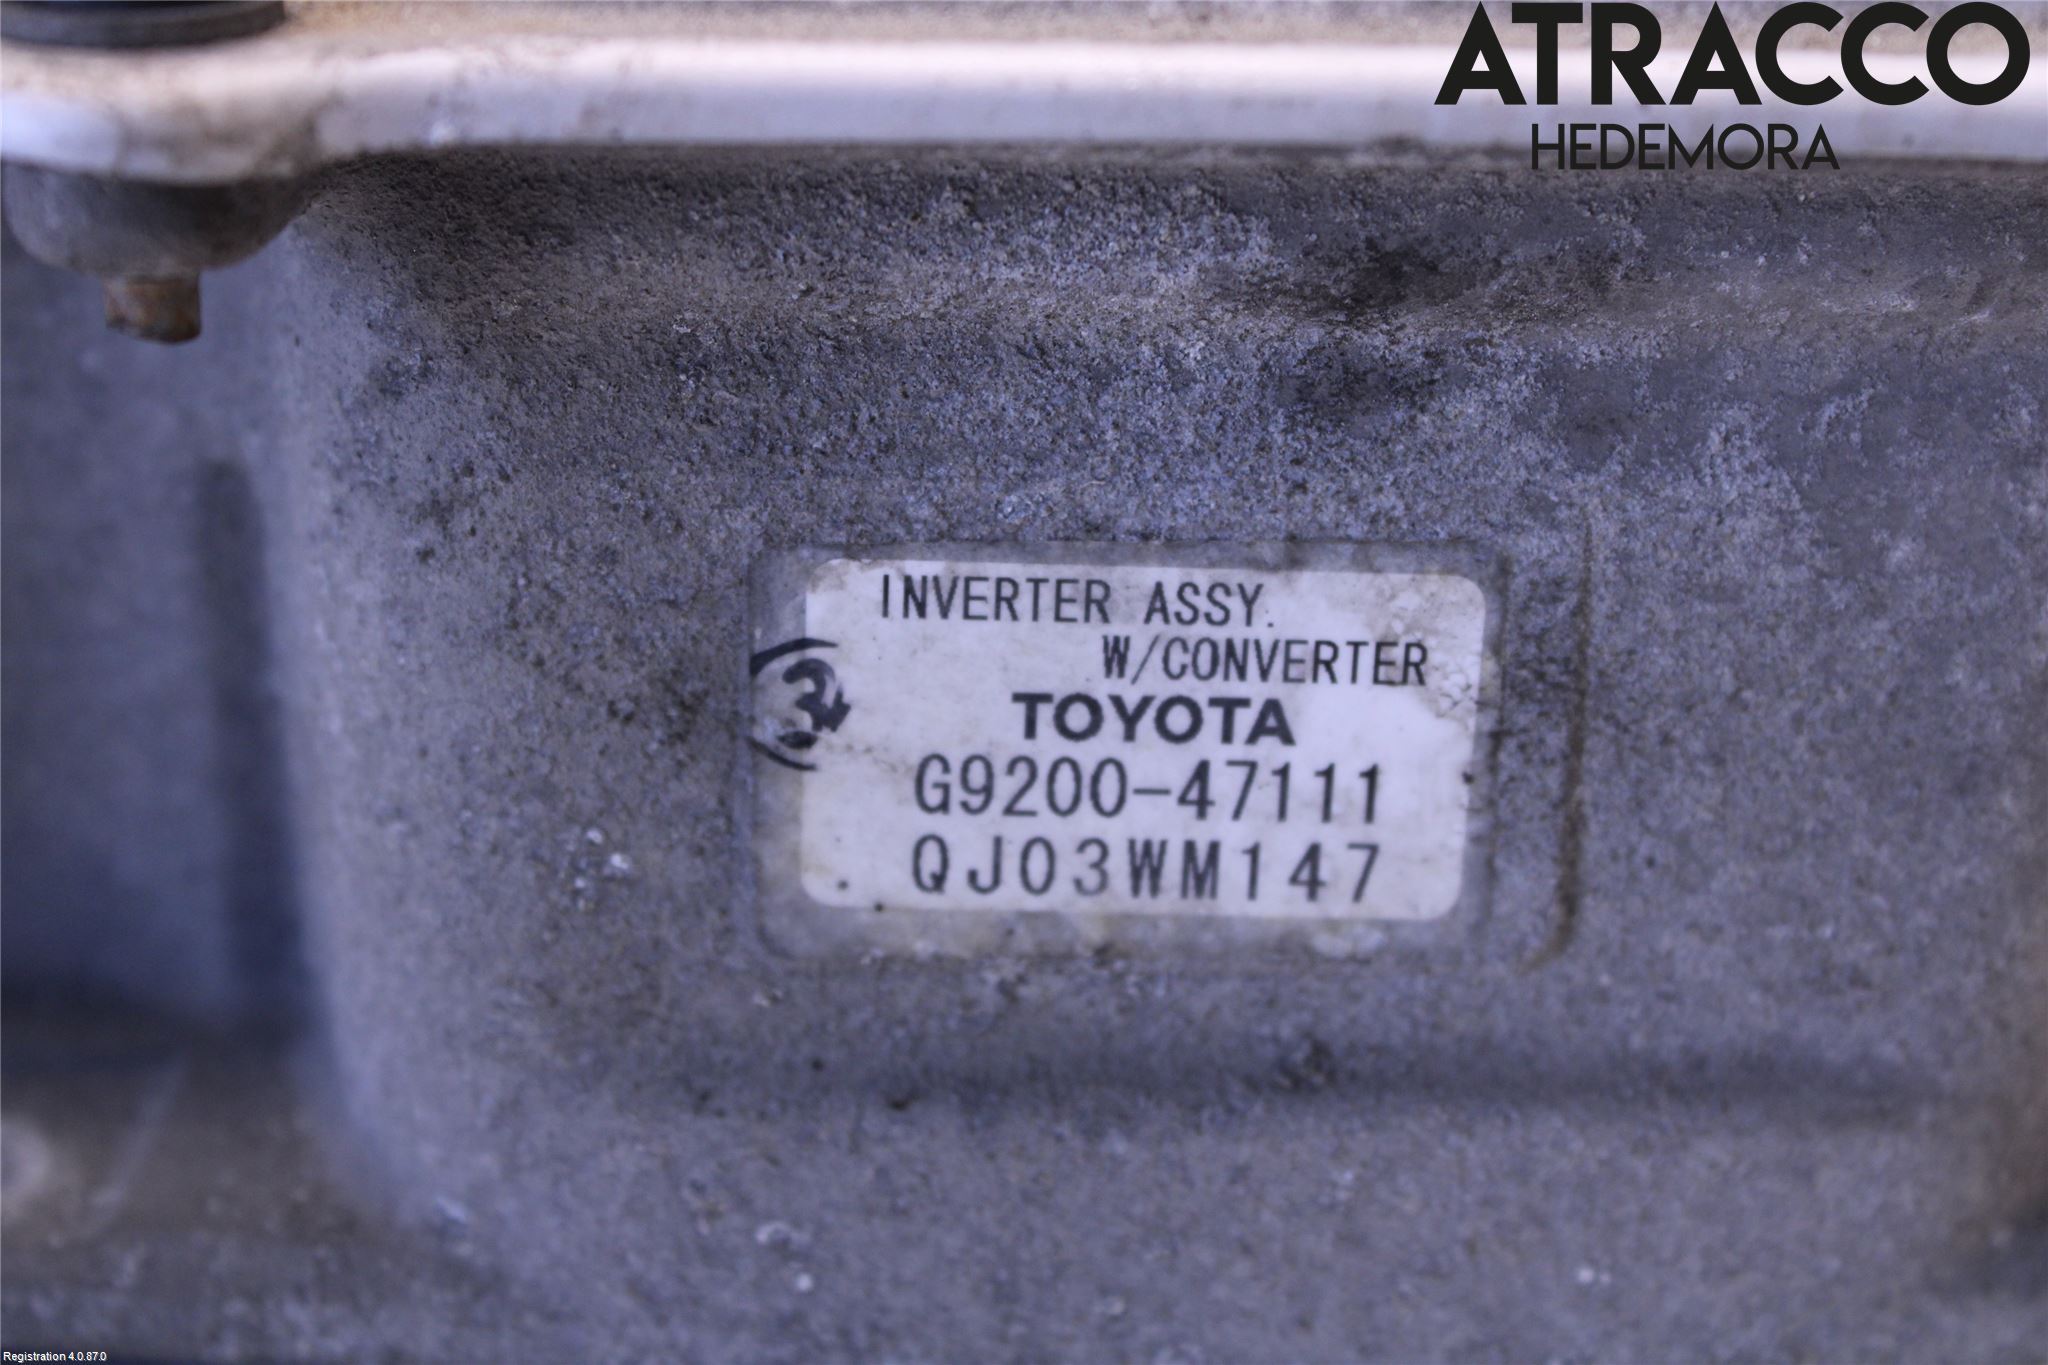 ATRACCO
HEDEMORA
INVERTER ASSY.
W/CONVERTER
TOYOTA
G9200-47111
QJ03WM147
Registration 4.0.87.0